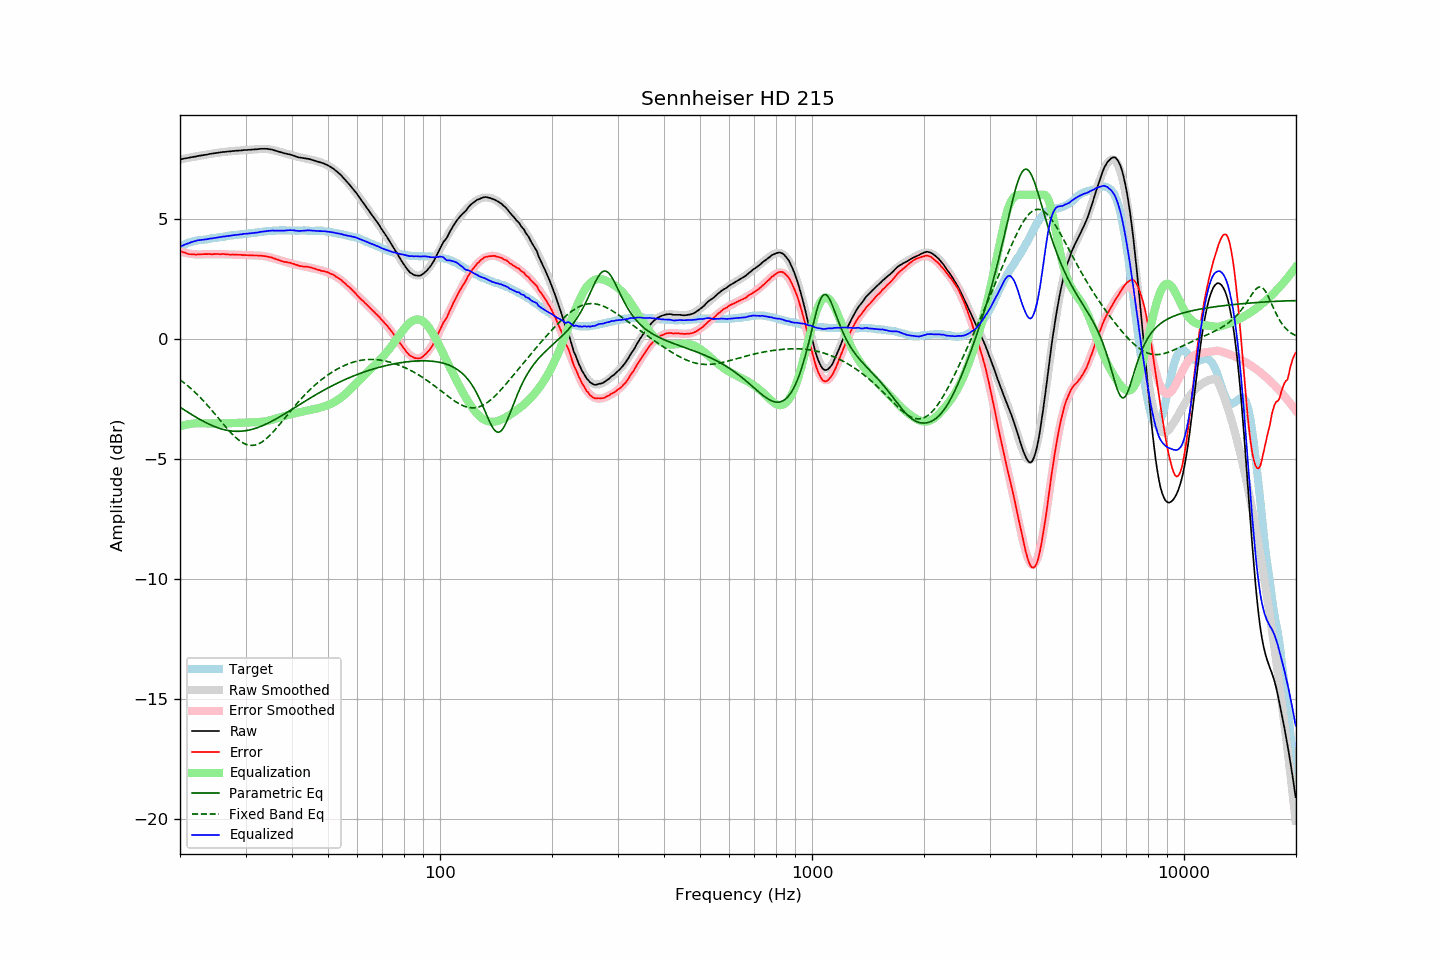 Sennheiser HD 215
Amplitude (dBr)
5
0
−5
−10
−15
−20
Target
Raw Smoothed
Error Smoothed
Raw
Error
Equalization
Parametric Eq
Fixed Band Eq
Equalized
100
1000
10000
Frequency (Hz)